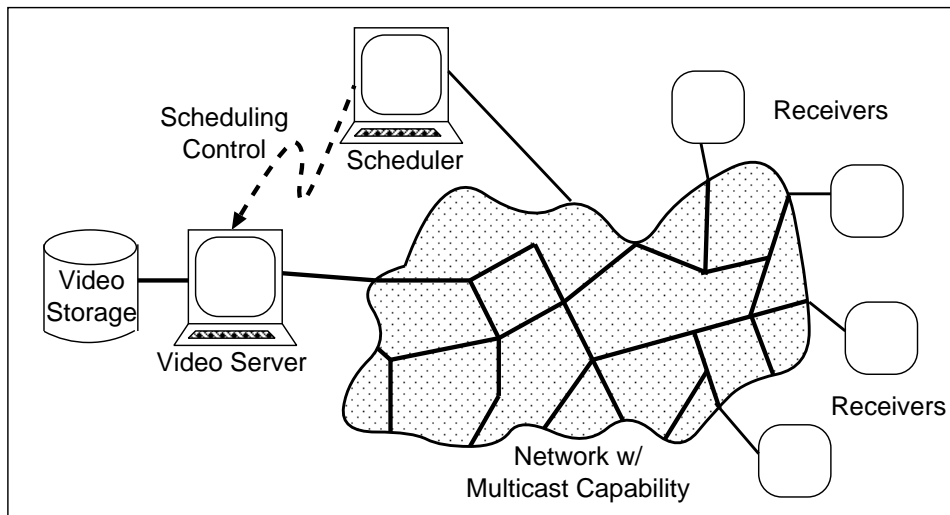 Scheduling
Control
Scheduler
Receivers
Video
Storage
Video Server
Receivers
Network w/
Multicast Capability